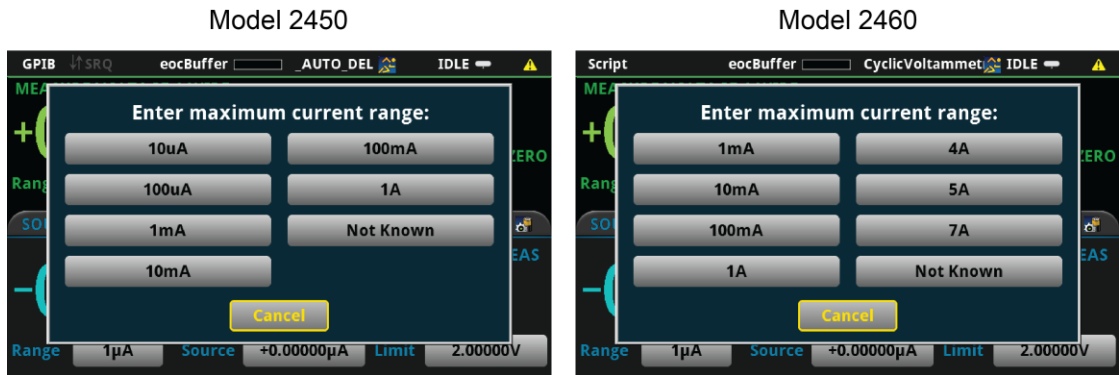 Model 2450
GPIB ↓↑SRQ eocBuffer _AUTO_DEL IDLE
Enter maximum current range:
10uA 100mA
100uA 1A
1mA Not Known
10mA
Cancel
ZERO
Range 1µA Source +0.00000µA Limit 2.00000V
Model 2460
Script eocBuffer CyclicVoltammet IDLE
Enter maximum current range:
1mA 4A
10mA 5A
100mA 7A
1A Not Known
Cancel
Range 1µA Source +0.00000µA Limit 2.00000V